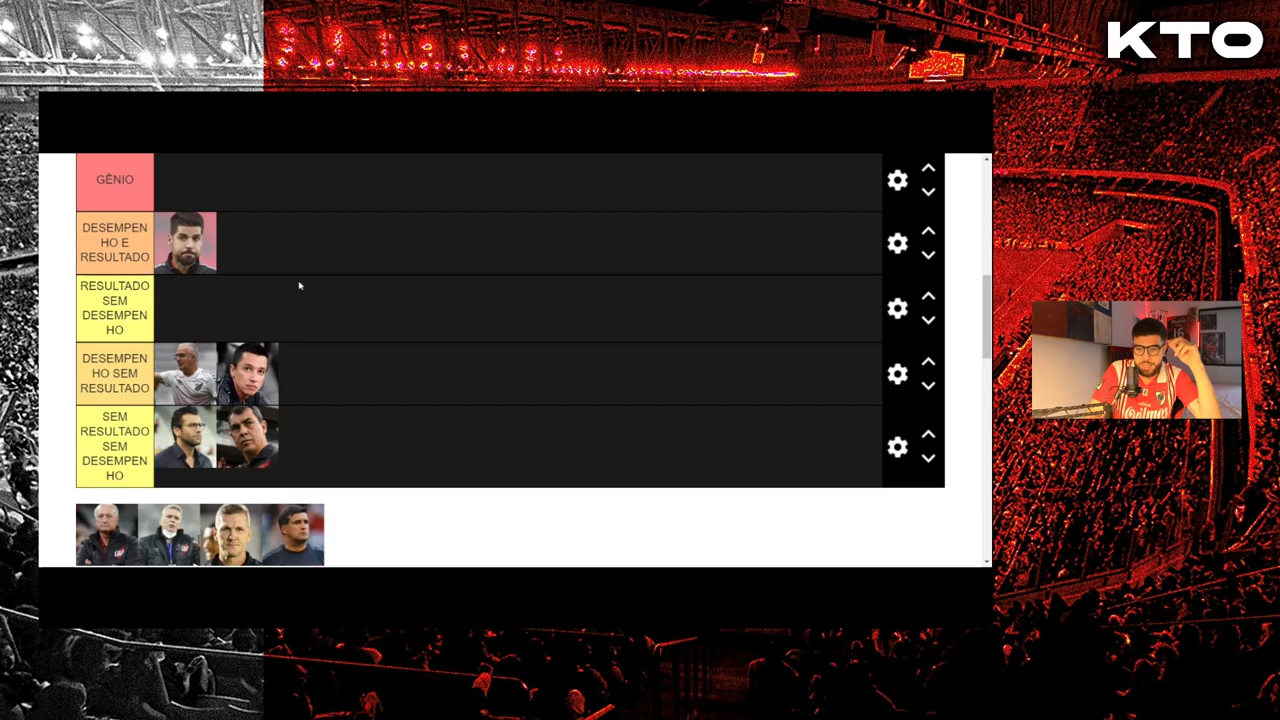 KTO
GÊNIO
DESEMPEN
HO E
RESULTADO
RESULTADO
SEM
DESEMPEN
HO
DESEMPEN
HO SEM
RESULTADO
SEM
RESULTADO
SEM
DESEMPEN
HO